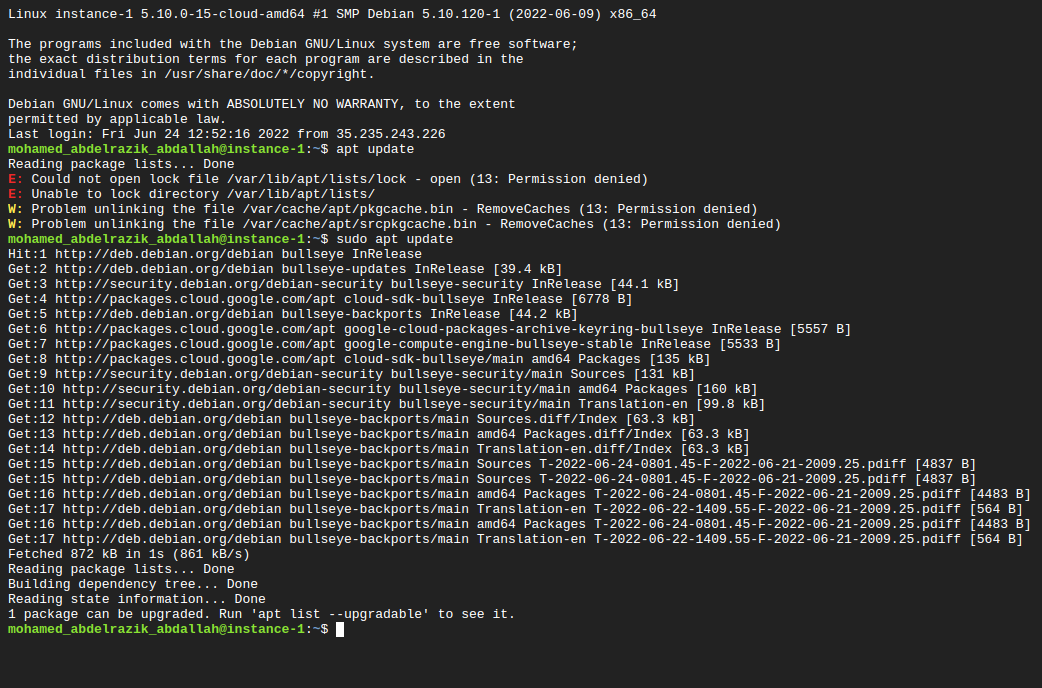 Linux instance-1 5.10.0-15-cloud-amd64 #1 SMP Debian 5.10.120-1 (2022-06-09) x86_64
The programs included with the Debian GNU/Linux system are free software;
the exact distribution terms for each program are described in the
individual files in /usr/share/doc/*/copyright.
Debian GNU/Linux comes with ABSOLUTELY NO WARRANTY, to the extent
permitted by applicable law.
Last login: Fri Jun 24 12:52:16 2022 from 35.235.243.226
mohamed_abdelrazik_abdallah@instance-1:~$ apt update
Reading package lists... Done
E: Could not open lock file /var/lib/apt/lists/lock - open (13: Permission denied)
E: Unable to lock directory /var/lib/apt/lists/
W: Problem unlinking the file /var/cache/apt/pkgcache.bin - RemoveCaches (13: Permission denied)
W: Problem unlinking the file /var/cache/apt/srcpkgcache.bin - RemoveCaches (13: Permission denied)
mohamed_abdelrazik_abdallah@instance-1:~$ sudo apt update
Hit:1 http://deb.debian.org/debian bullseye InRelease
Get:2 http://deb.debian.org/debian bullseye-updates InRelease [39.4 kB]
Get:3 http://security.debian.org/debian-security bullseye-security InRelease [44.1 kB]
Get:4 http://packages.cloud.google.com/apt cloud-sdk-bullseye InRelease [6778 B]
Get:5 http://deb.debian.org/debian bullseye-backports InRelease [44.2 kB]
Get:6 http://packages.cloud.google.com/apt google-cloud-packages-archive-keyring-bullseye InRelease [5557 B]
Get:7 http://packages.cloud.google.com/apt google-compute-engine-bullseye-stable InRelease [5533 B]
Get:8 http://packages.cloud.google.com/apt cloud-sdk-bullseye/main amd64 Packages [135 kB]
Get:9 http://security.debian.org/debian-security bullseye-security/main Sources [131 kB]
Get:10 http://security.debian.org/debian-security bullseye-security/main amd64 Packages [160 kB]
Get:11 http://security.debian.org/debian-security bullseye-security/main Translation-en [99.8 kB]
Get:12 http://deb.debian.org/debian bullseye-backports/main Sources.diff/Index [63.3 kB]
Get:13 http://deb.debian.org/debian bullseye-backports/main amd64 Packages.diff/Index [63.3 kB]
Get:14 http://deb.debian.org/debian bullseye-backports/main Translation-en.diff/Index [63.3 kB]
Get:15 http://deb.debian.org/debian bullseye-backports/main Sources T-2022-06-24-0801.45-F-2022-06-21-2009.25.pdiff [4837 B]
Get:15 http://deb.debian.org/debian bullseye-backports/main Sources T-2022-06-24-0801.45-F-2022-06-21-2009.25.pdiff [4837 B]
Get:16 http://deb.debian.org/debian bullseye-backports/main amd64 Packages T-2022-06-24-0801.45-F-2022-06-21-2009.25.pdiff [4483 B]
Get:17 http://deb.debian.org/debian bullseye-backports/main Translation-en T-2022-06-22-1409.55-F-2022-06-21-2009.25.pdiff [564 B]
Get:16 http://deb.debian.org/debian bullseye-backports/main amd64 Packages T-2022-06-24-0801.45-F-2022-06-21-2009.25.pdiff [4483 B]
Get:17 http://deb.debian.org/debian bullseye-backports/main Translation-en T-2022-06-22-1409.55-F-2022-06-21-2009.25.pdiff [564 B]
Fetched 872 kB in 1s (861 kB/s)
Reading package lists... Done
Building dependency tree... Done
Reading state information... Done
1 package can be upgraded. Run 'apt list --upgradable' to see it.
mohamed_abdelrazik_abdallah@instance-1:~$